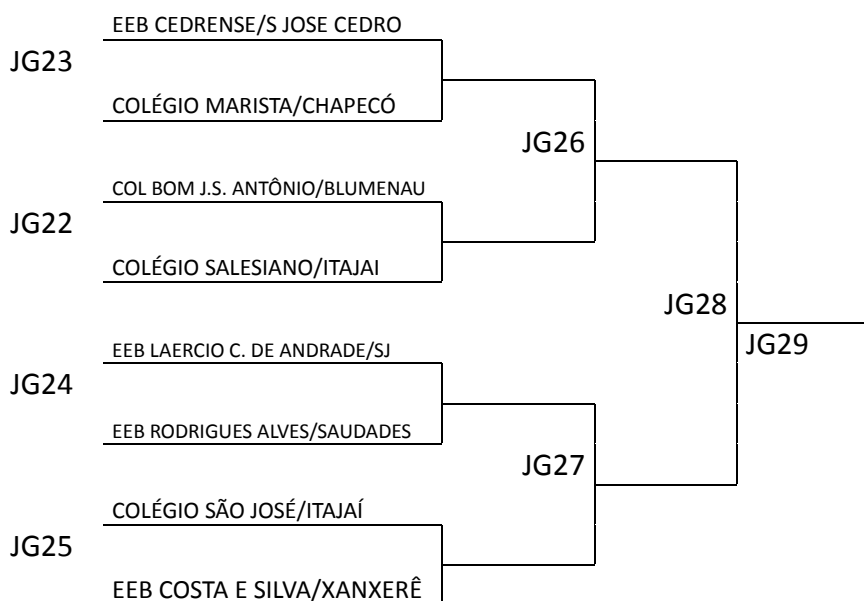 EEB CEDRENSE/S JOSE CEDRO
JG23
COLÉGIO MARISTA/CHAPECÓ
JG26
COL BOM J.S. ANTÔNIO/BLUMENAU
JG22
COLÉGIO SALESIANO/ITAJAI
JG28
JG29
EEB LAERCIO C. DE ANDRADE/SJ
JG24
EEB RODRIGUES ALVES/SAUDADES
JG27
COLÉGIO SÃO JOSÉ/ITAJAÍ
JG25
EEB COSTA E SILVA/XANXERÊ